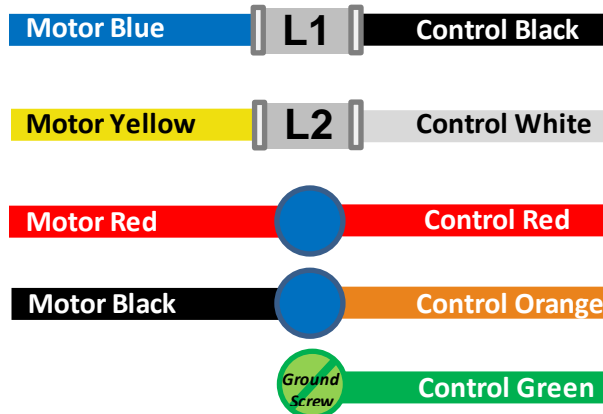 Motor Blue L1 Control Black
Motor Yellow L2 Control White
Motor Red Control Red
Motor Black Control Orange
Ground
Screw Control Green